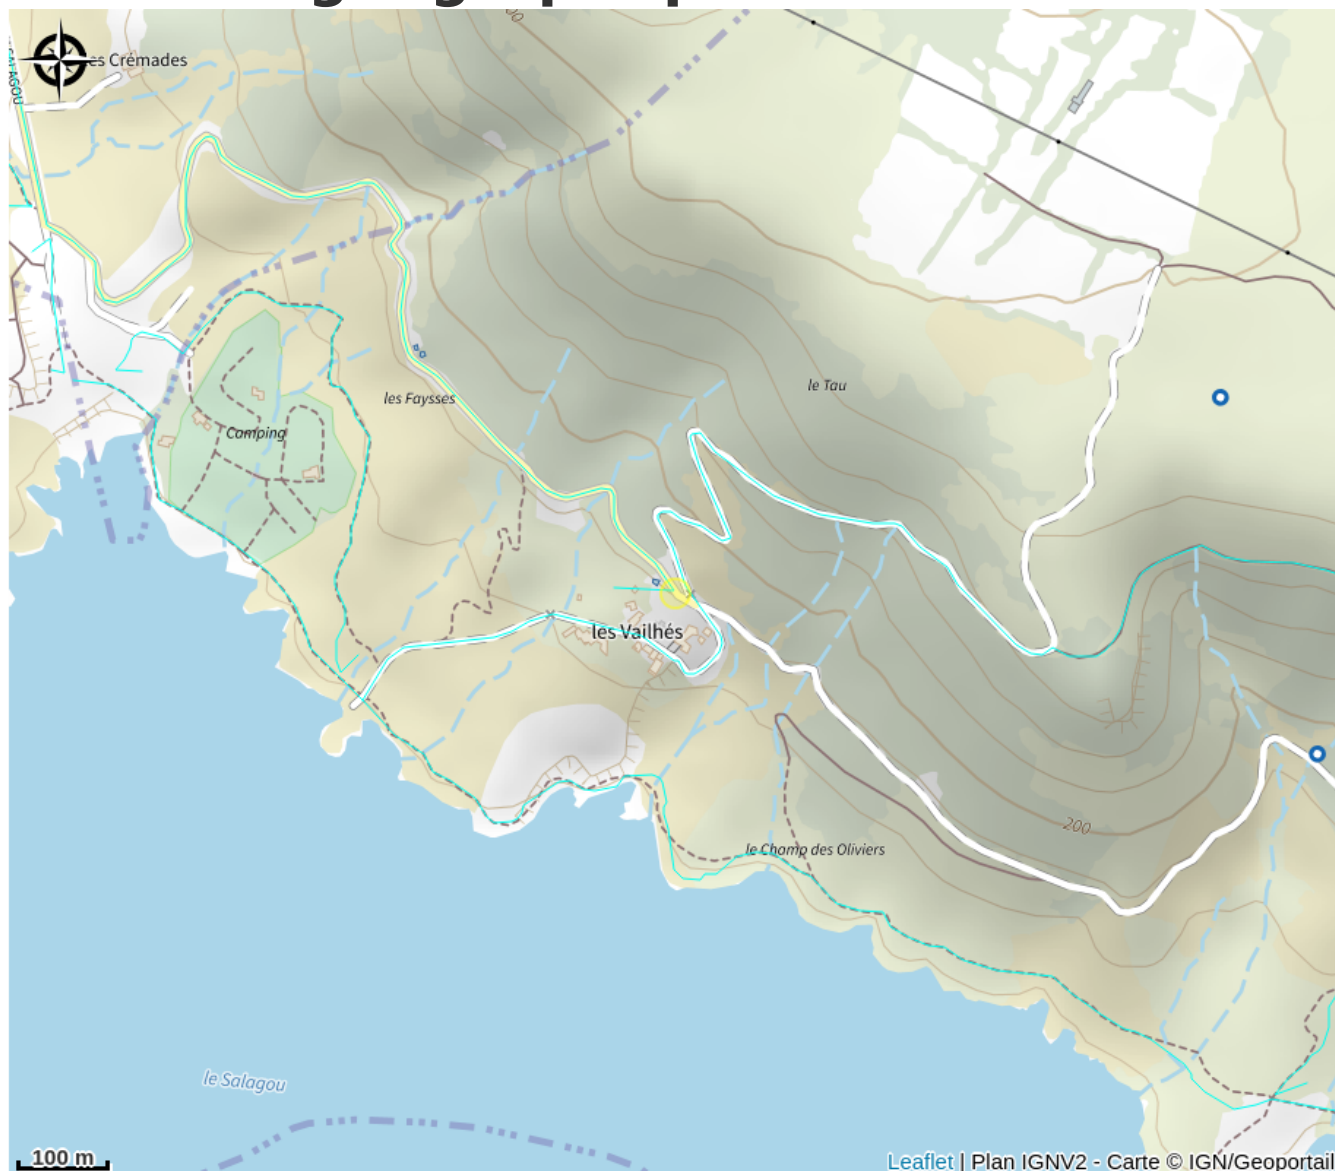 es Crémades
le Tau
les Faysses
Camping
les Vailhés
200
le Champ des Oliviers
le Salagou
100 m
Leaflet | Plan IGNV2 - Carte © IGN/Geoportail